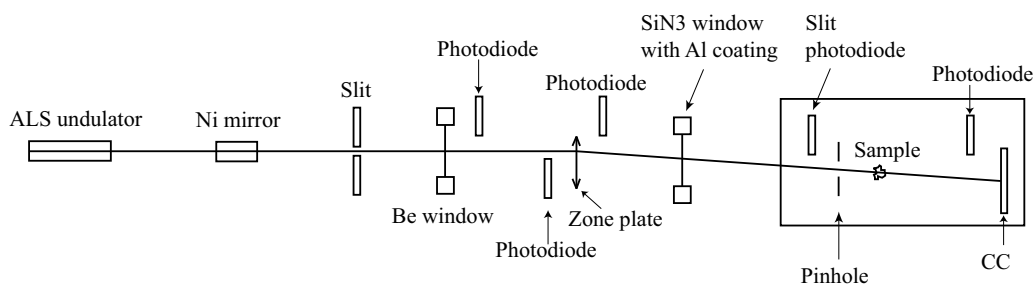 SiN3 window
with Al coating
Slit
photodiode
Photodiode
Photodiode
Photodiode
Slit
ALS undulator
Ni mirror
Sample
Be window
Zone plate
Photodiode
Pinhole
CC